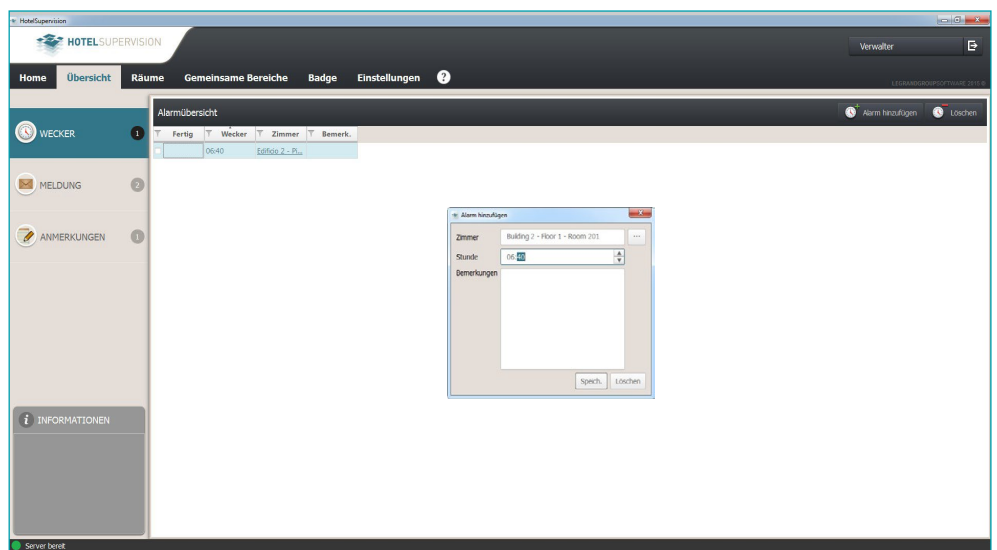 HotelSupervision
HOTELSUPERVISION
Verwalter
Home Übersicht Räume Gemeinsame Bereiche Badge Einstellungen ?
LEGRANDGROUPSOFTWARE 2015 ©
Alarmübersicht
Alarm hinzufügen Löschen
WECKER 1
Fertig Wecker Zimmer Bemerk.
06:40 Edificio 2 - Pi...
MELDUNG 2
ANMERKUNGEN 1
Alarm hinzufügen
Zimmer Building 2 - Floor 1 - Room 201 ...
Stunde 06:40
Bemerkungen
Speich. Löschen
i INFORMATIONEN
Server bereit